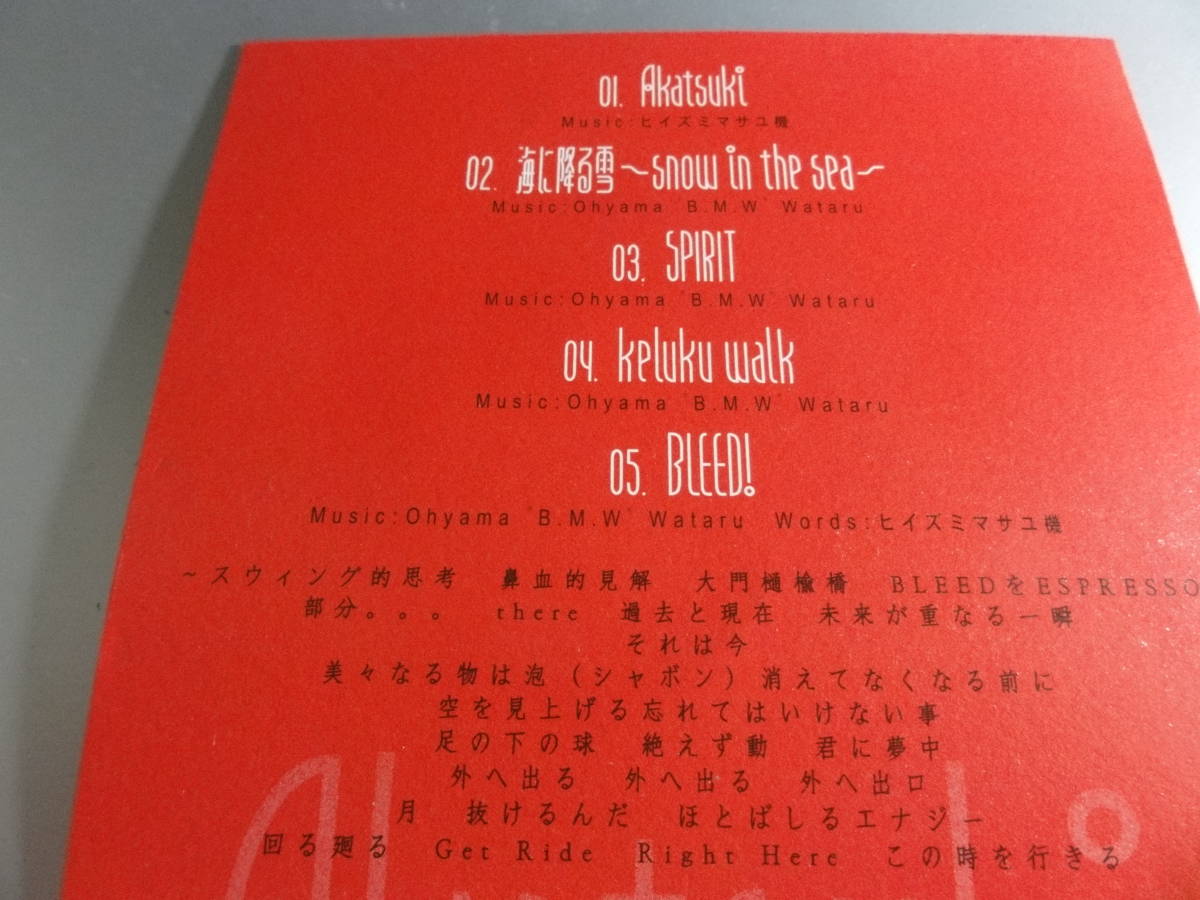 01. Akatsuki
Music:ヒイズミマサユ機
02. 海に降る雪～snow in the sea～
Music:Ohyama "B.M.W" Wataru
03. SPIRIT
Music:Ohyama "B.M.W" Wataru
04. keluku walk
Music:Ohyama "B.M.W" Wataru
05. BLEED!
Music:Ohyama "B.M.W" Wataru Words:ヒイズミマサユ機
～スウィング的思考 鼻血的見解 大門樋楡橋 BLEEDをESPRESSO
部分。。。 there 過去と現在 未来が重なる一瞬
それは今
美々なる物は泡（シャボン）消えてなくなる前に
空を見上げる忘れてはいけない事
足の下の球 絶えず動 君に夢中
外へ出る 外へ出る 外へ出口
月 抜けるんだ ほとばしるエナジー
回る廻る Get Ride Right Here この時を行きる